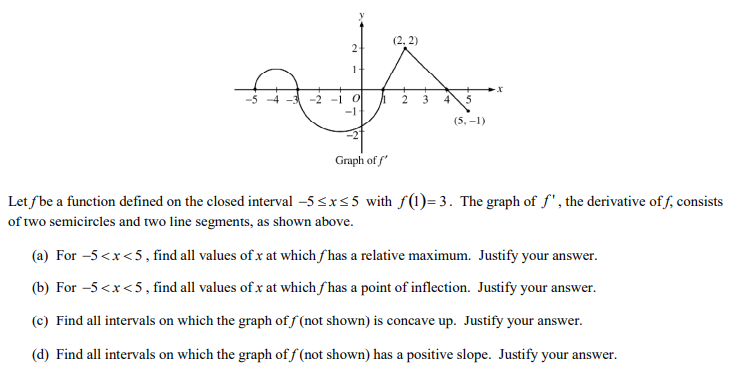 y
(2, 2)
2
1
-5 -4 -3 -2 -1 O 1 2 3 4 5 x
-1
(5, -1)
-2
Graph of f'
Let f be a function defined on the closed interval −5 ≤ x ≤ 5 with f(1) = 3. The graph of f', the derivative of f, consists
of two semicircles and two line segments, as shown above.
(a) For −5 < x < 5, find all values of x at which f has a relative maximum. Justify your answer.
(b) For −5 < x < 5, find all values of x at which f has a point of inflection. Justify your answer.
(c) Find all intervals on which the graph of f (not shown) is concave up. Justify your answer.
(d) Find all intervals on which the graph of f (not shown) has a positive slope. Justify your answer.